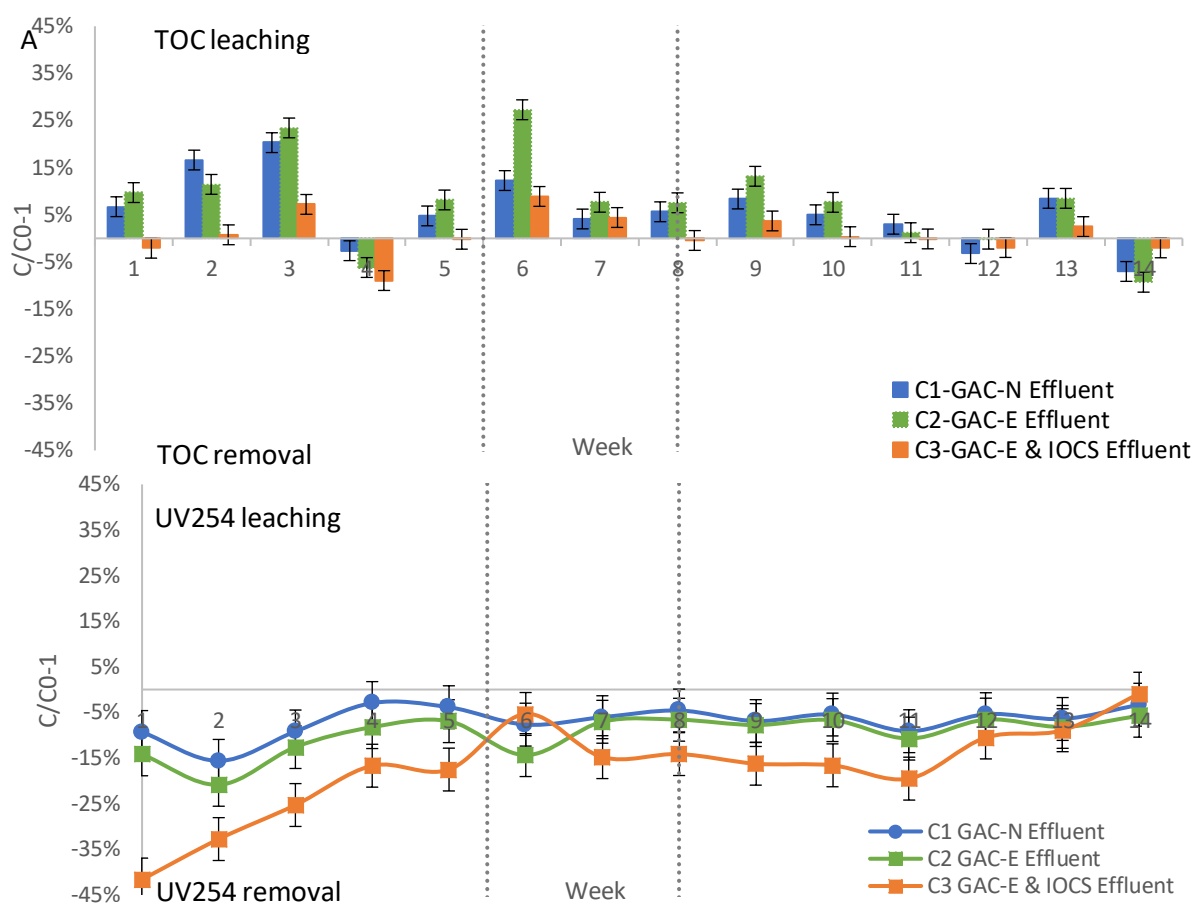 A
TOC leaching
45%
35%
25%
15%
5%
-5%
-15%
-25%
-35%
-45%
C/C0-1
1 2 3 4 5 6 7 8 9 10 11 12 13 14
C1-GAC-N Effluent
C2-GAC-E Effluent
C3-GAC-E & IOCS Effluent
Week
TOC removal
UV254 leaching
45%
35%
25%
15%
5%
-5%
-15%
-25%
-35%
-45%
C/C0-1
1 2 3 4 5 6 7 8 9 10 11 12 13 14
C1 GAC-N Effluent
C2 GAC-E Effluent
C3 GAC-E & IOCS Effluent
UV254 removal
Week